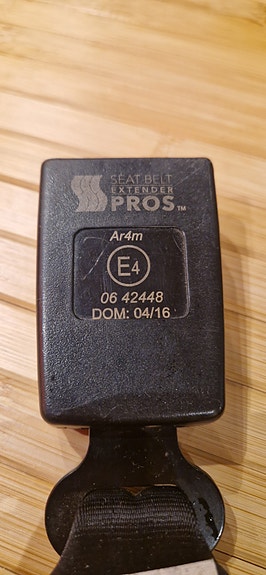 SEAT BELT
EXTENDER
PROS™
Ar4m
E4
06 42448
DOM: 04/16